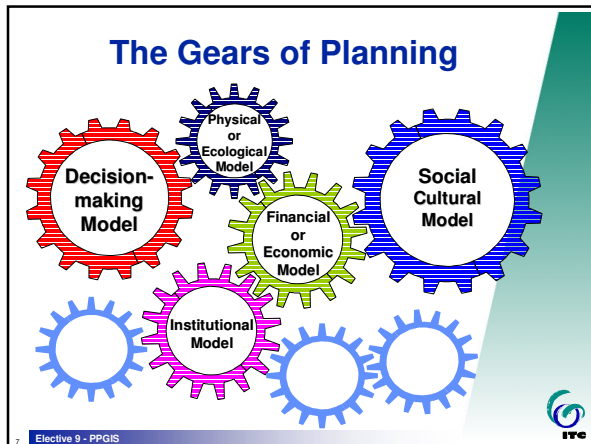 The Gears of Planning
Physical
or
Ecological
Model
Decision-
making
Model
Social
Cultural
Model
Financial
or
Economic
Model
Institutional
Model
7
Elective 9 - PPGIS
ITC